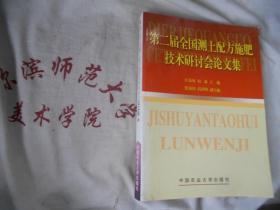 尔滨师范大
美术学院
第二届全国测土配方施肥
技术研讨会论文集
JISHUYANTAOHUI
LUNWENJI
中国农业大学出版社